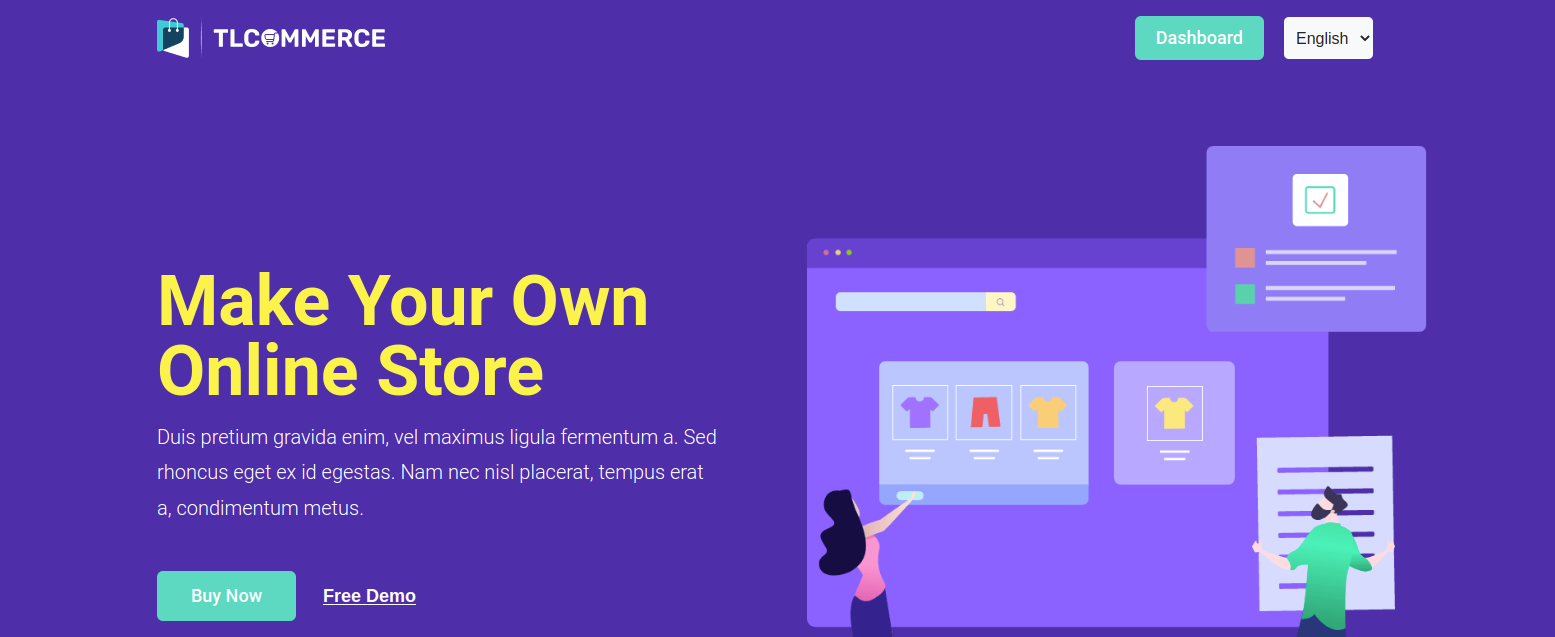 TLCOMMERCE
Dashboard
English
Make Your Own
Online Store
Duis pretium gravida enim, vel maximus ligula fermentum a. Sed
rhoncus eget ex id egestas. Nam nec nisl placerat, tempus erat
a, condimentum metus.
Buy Now
Free Demo